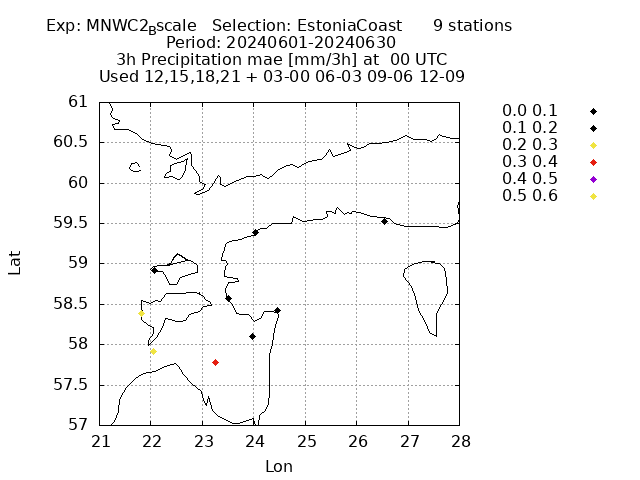 Exp: MNWC2Bscale Selection: EstoniaCoast 9 stations
Period: 20240601-20240630
3h Precipitation mae [mm/3h] at 00 UTC
Used 12,15,18,21 + 03-00 06-03 09-06 12-09
0.0 0.1
0.1 0.2
0.2 0.3
0.3 0.4
0.4 0.5
0.5 0.6
61
60.5
60
59.5
59
58.5
58
57.5
57
Lat
21 22 23 24 25 26 27 28
Lon